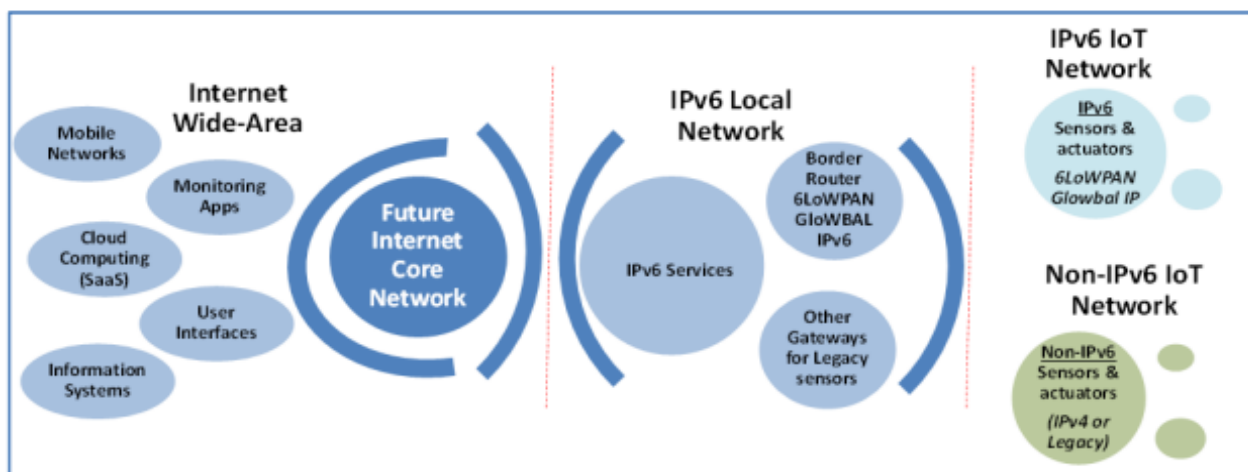 Internet
Wide-Area
Mobile
Networks
Monitoring
Apps
Cloud
Computing
(SaaS)
User
Interfaces
Information
Systems
Future
Internet
Core
Network
IPv6 Local
Network
IPv6 Services
Border
Router
6LoWPAN
GloWBAL
IPv6
Other
Gateways
for Legacy
sensors
IPv6 IoT
Network
IPv6
Sensors &
actuators
6LoWPAN
Glowbal IP
Non-IPv6 IoT
Network
Non-IPv6
Sensors &
actuators
(IPv4 or
Legacy)